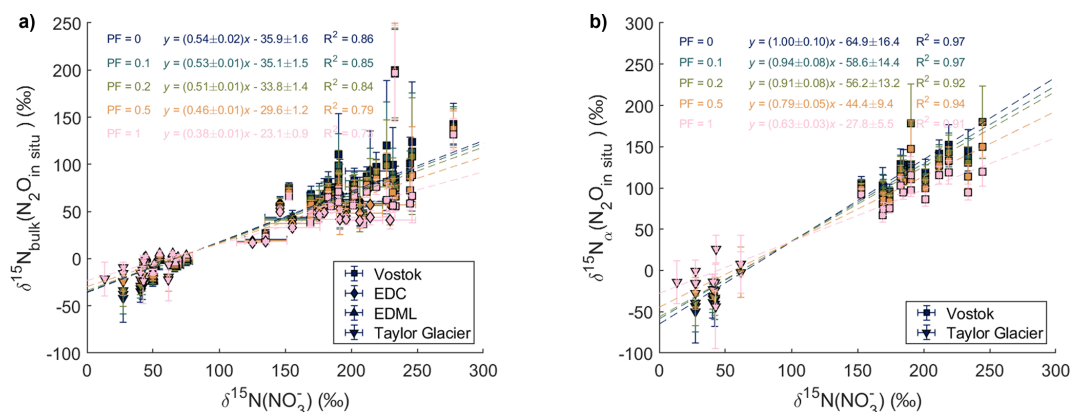 a)
250
200
150
100
50
0
-50
-100
0 50 100 150 200 250 300
δ15Nbulk(N2Oin situ) (‰)
δ15N(NO3-) (‰)
PF = 0 y = (0.54±0.02)x - 35.9±1.6 R2 = 0.86
PF = 0.1 y = (0.53±0.01)x - 35.1±1.5 R2 = 0.85
PF = 0.2 y = (0.51±0.01)x - 33.8±1.4 R2 = 0.84
PF = 0.5 y = (0.46±0.01)x - 29.6±1.2 R2 = 0.79
PF = 1 y = (0.38±0.01)x - 23.1±0.9 R2 = 0.7
Vostok
EDC
EDML
Taylor Glacier
b)
300
250
200
150
100
50
0
-50
-100
0 50 100 150 200 250 300
δ15Nα(N2Oin situ) (‰)
δ15N(NO3-) (‰)
PF = 0 y = (1.00±0.10)x - 64.9±16.4 R2 = 0.97
PF = 0.1 y = (0.94±0.08)x - 58.6±14.4 R2 = 0.97
PF = 0.2 y = (0.91±0.08)x - 56.2±13.2 R2 = 0.92
PF = 0.5 y = (0.79±0.05)x - 44.4±9.4 R2 = 0.94
PF = 1 y = (0.63±0.03)x - 27.8±5.5 R2 = 0.91
Vostok
Taylor Glacier